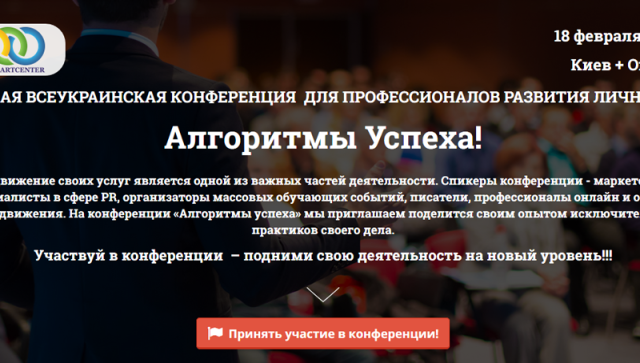 ARTCENTER
18 февраля
Киев + О
АЯ ВСЕУКРАИНСКАЯ КОНФЕРЕНЦИЯ ДЛЯ ПРОФЕССИОНАЛОВ РАЗВИТИЯ ЛИЧН
Алгоритмы Успеха!
вижение своих услуг является одной из важных частей деятельности. Спикеры конференции - маркето
иалисты в сфере PR, организаторы массовых обучающих событий, писатели, профессионалы онлайн и о
движения. На конференции «Алгоритмы успеха» мы приглашаем поделится своим опытом исключите
практиков своего дела.
Участвуй в конференции – подними свою деятельность на новый уровень!!!
Принять участие в конференции!